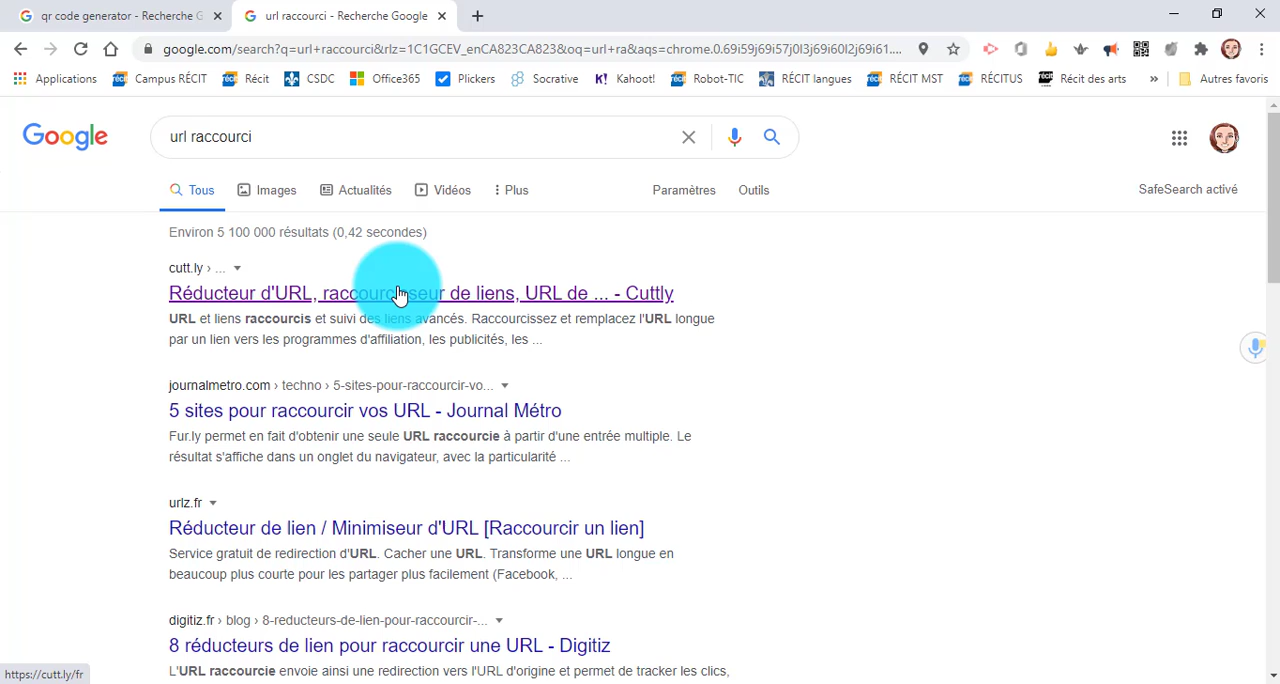 qr code generator - Recherche G
url raccourci - Recherche Google
google.com/search?q=url+raccourci&rlz=1C1GCEV_enCA823CA823&oq=url+ra&aqs=chrome.0.69i59j69i57j0l3j69i60l2j69i61....
Applications
Campus RÉCIT
Récit
CSDC
Office365
Plickers
Socrative
K! Kahoot!
Robot-TIC
RÉCIT langues
RÉCIT MST
RÉCITUS
Récit des arts
»
Autres favoris
Google
url raccourci
Tous
Images
Actualités
Vidéos
Plus
Paramètres
Outils
SafeSearch activé
Environ 5 100 000 résultats (0,42 secondes)
cutt.ly › ...
Réducteur d'URL, raccourcisseur de liens, URL de ... - Cuttly
URL et liens raccourcis et suivi des liens avancés. Raccourcissez et remplacez l'URL longue
par un lien vers les programmes d'affiliation, les publicités, les ...
journalmetro.com › techno › 5-sites-pour-raccourcir-vo...
5 sites pour raccourcir vos URL - Journal Métro
Fur.ly permet en fait d'obtenir une seule URL raccourcie à partir d'une entrée multiple. Le
résultat s'affiche dans un onglet du navigateur, avec la particularité ...
urlz.fr
Réducteur de lien / Minimiseur d'URL [Raccourcir un lien]
Service gratuit de redirection d'URL. Cacher une URL. Transforme une URL longue en
beaucoup plus courte pour les partager plus facilement (Facebook, ...
digitiz.fr › blog › 8-reducteurs-de-lien-pour-raccourcir-...
8 réducteurs de lien pour raccourcir une URL - Digitiz
L'URL raccourcie envoie ainsi une redirection vers l'URL d'origine et permet de tracker les clics,
https://cutt.ly/fr